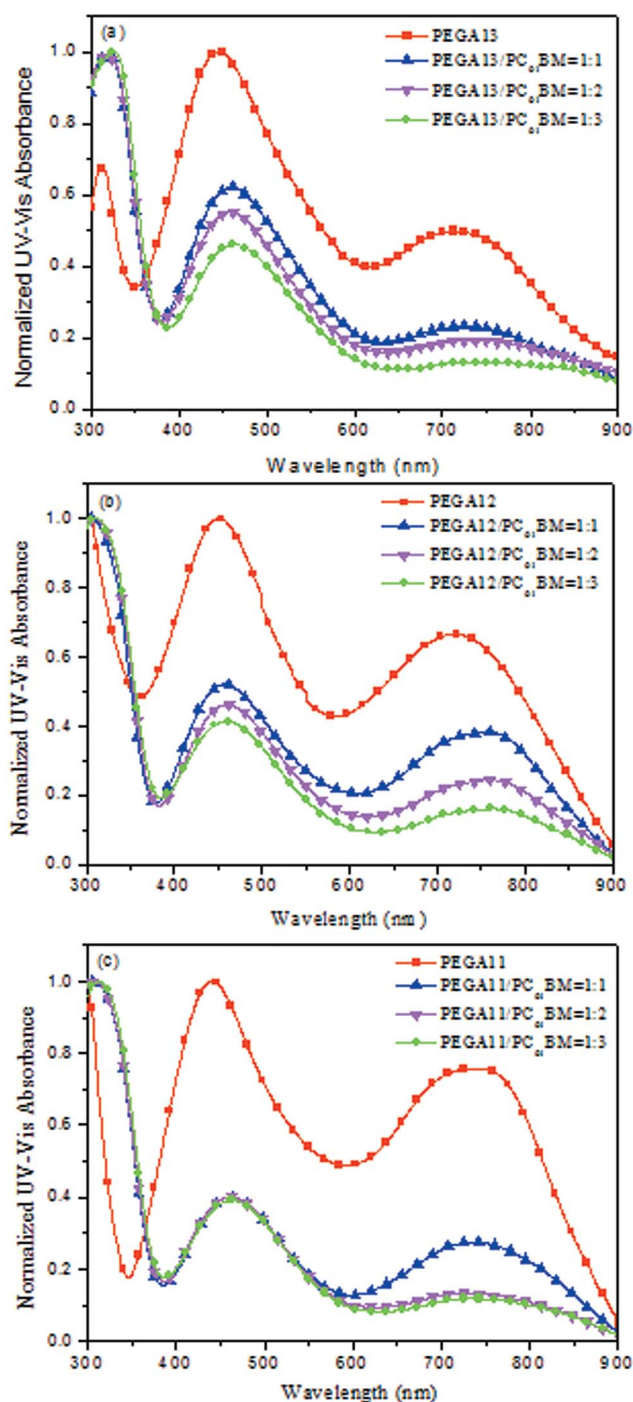 (a)
PEGA13
PEGA13/PC₆₁BM=1:1
PEGA13/PC₆₁BM=1:2
PEGA13/PC₆₁BM=1:3
Normalized UV-Vis Absorbance
1.0
0.8
0.6
0.4
0.2
0.0
300 400 500 600 700 800 900
Wavelength (nm)
(b)
PEGA12
PEGA12/PC₆₁BM=1:1
PEGA12/PC₆₁BM=1:2
PEGA12/PC₆₁BM=1:3
Normalized UV-Vis Absorbance
1.0
0.8
0.6
0.4
0.2
0.0
300 400 500 600 700 800 900
Wavelength (nm)
(c)
PEGA11
PEGA11/PC₆₁BM=1:1
PEGA11/PC₆₁BM=1:2
PEGA11/PC₆₁BM=1:3
Normalized UV-Vis Absorbance
1.0
0.8
0.6
0.4
0.2
0.0
300 400 500 600 700 800 900
Wavelength (nm)